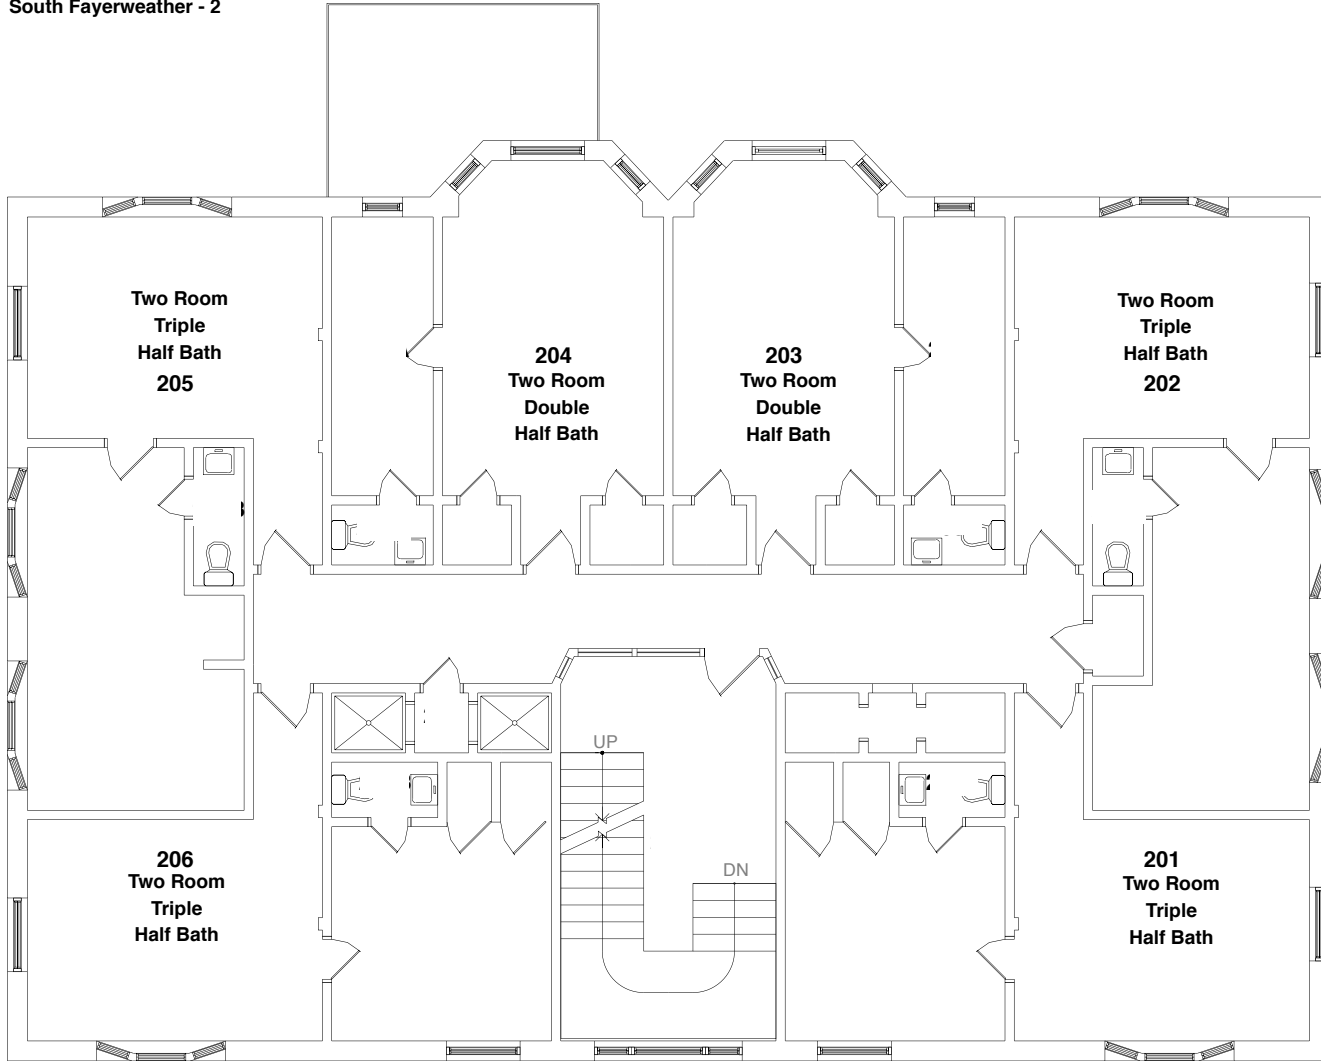 South Fayerweather - 2
Two Room
Triple
Half Bath
205
204
Two Room
Double
Half Bath
203
Two Room
Double
Half Bath
Two Room
Triple
Half Bath
202
UP
DN
206
Two Room
Triple
Half Bath
201
Two Room
Triple
Half Bath